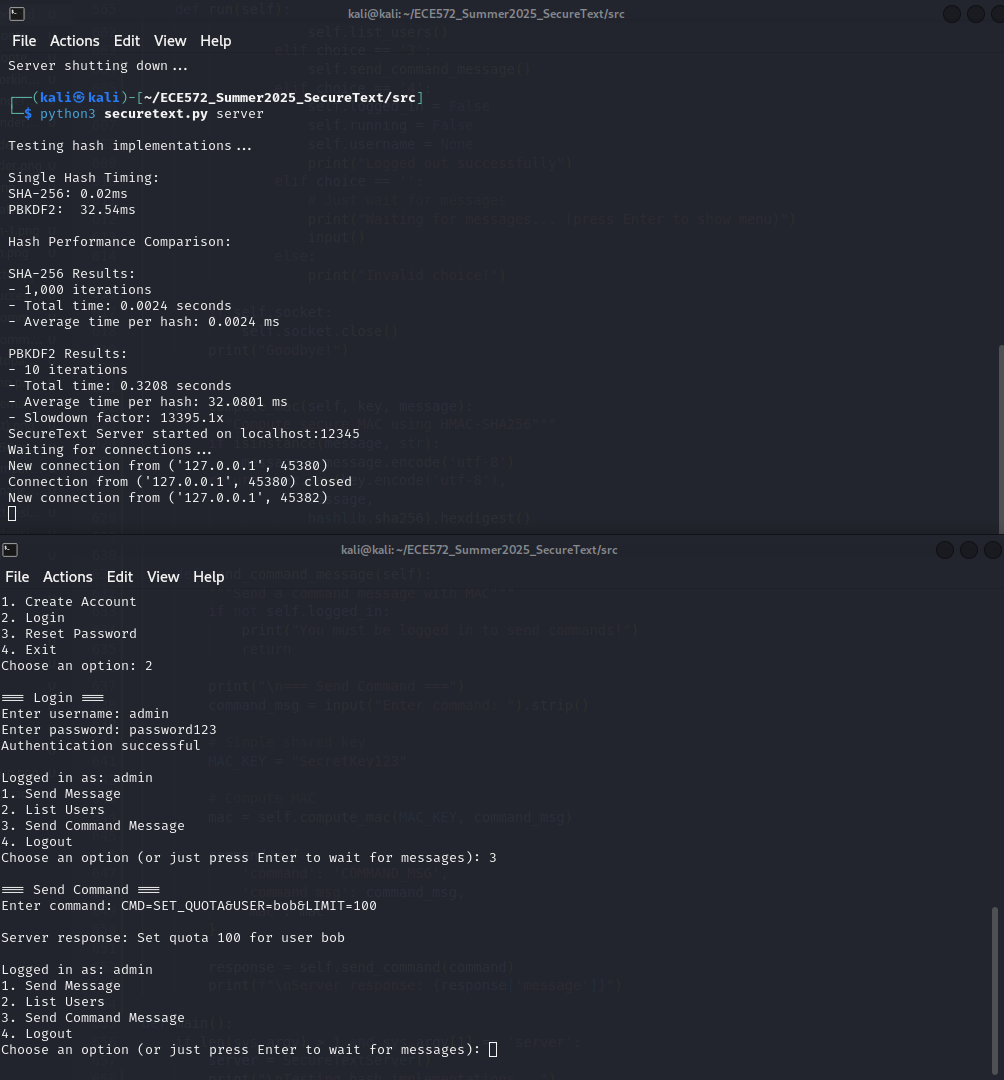 kali@kali: ~/ECE572_Summer2025_SecureText/src
File Actions Edit View Help
Server shutting down...
┌──(kali㉿kali)-[~/ECE572_Summer2025_SecureText/src]
└─$ python3 securetext.py server
Testing hash implementations...
Single Hash Timing:
SHA-256: 0.02ms
PBKDF2:  32.54ms
Hash Performance Comparison:
SHA-256 Results:
- 1,000 iterations
- Total time: 0.0024 seconds
- Average time per hash: 0.0024 ms
PBKDF2 Results:
- 10 iterations
- Total time: 0.3208 seconds
- Average time per hash: 32.0801 ms
- Slowdown factor: 13395.1x
SecureText Server started on localhost:12345
Waiting for connections...
New connection from ('127.0.0.1', 45380)
Connection from ('127.0.0.1', 45380) closed
New connection from ('127.0.0.1', 45382)
kali@kali: ~/ECE572_Summer2025_SecureText/src
File Actions Edit View Help
1. Create Account
2. Login
3. Reset Password
4. Exit
Choose an option: 2
=== Login ===
Enter username: admin
Enter password: password123
Authentication successful
Logged in as: admin
1. Send Message
2. List Users
3. Send Command Message
4. Logout
Choose an option (or just press Enter to wait for messages): 3
=== Send Command ===
Enter command: CMD=SET_QUOTA&USER=bob&LIMIT=100
Server response: Set quota 100 for user bob
Logged in as: admin
1. Send Message
2. List Users
3. Send Command Message
4. Logout
Choose an option (or just press Enter to wait for messages):